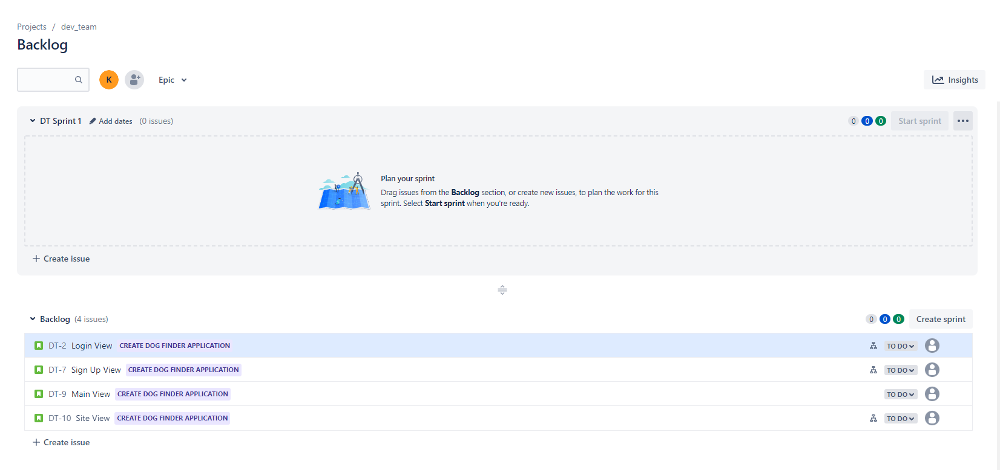 Projects / dev_team
Backlog
K Epic Insights
DT Sprint 1 Add dates (0 issues) 0 0 0 Start sprint •••
Plan your sprint
Drag issues from the Backlog section, or create new issues, to plan the work for this
sprint. Select Start sprint when you're ready.
+ Create issue
Backlog (4 issues) 0 0 0 Create sprint
DT-2 Login View CREATE DOG FINDER APPLICATION TO DO
DT-7 Sign Up View CREATE DOG FINDER APPLICATION TO DO
DT-9 Main View CREATE DOG FINDER APPLICATION TO DO
DT-10 Site View CREATE DOG FINDER APPLICATION TO DO
+ Create issue